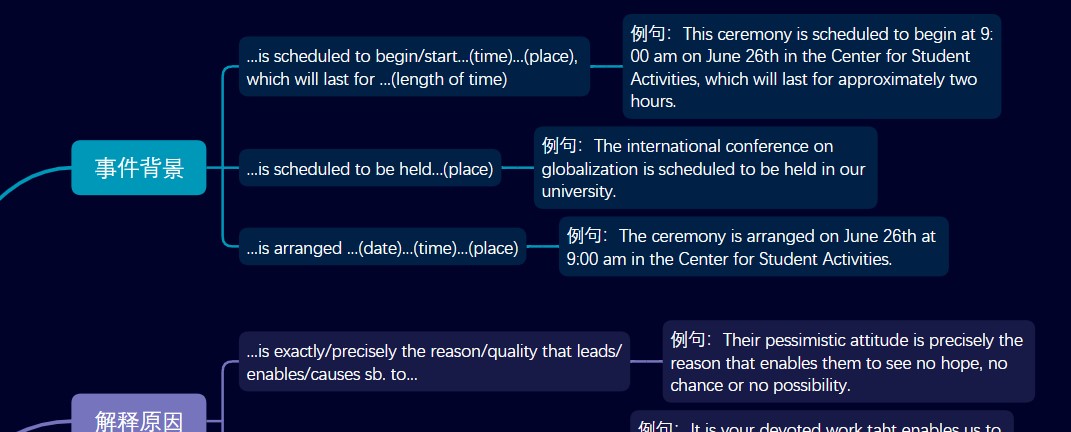 事件背景
...is scheduled to begin/start...(time)...(place),
which will last for ...(length of time)
例句：This ceremony is scheduled to begin at 9:
00 am on June 26th in the Center for Student
Activities, which will last for approximately two
hours.
...is scheduled to be held...(place)
例句：The international conference on
globalization is scheduled to be held in our
university.
...is arranged ...(date)...(time)...(place)
例句：The ceremony is arranged on June 26th at
9:00 am in the Center for Student Activities.
解释原因
...is exactly/precisely the reason/quality that leads/
enables/causes sb. to...
例句：Their pessimistic attitude is precisely the
reason that enables them to see no hope, no
chance or no possibility.
例句：It is your devoted work taht enables us to